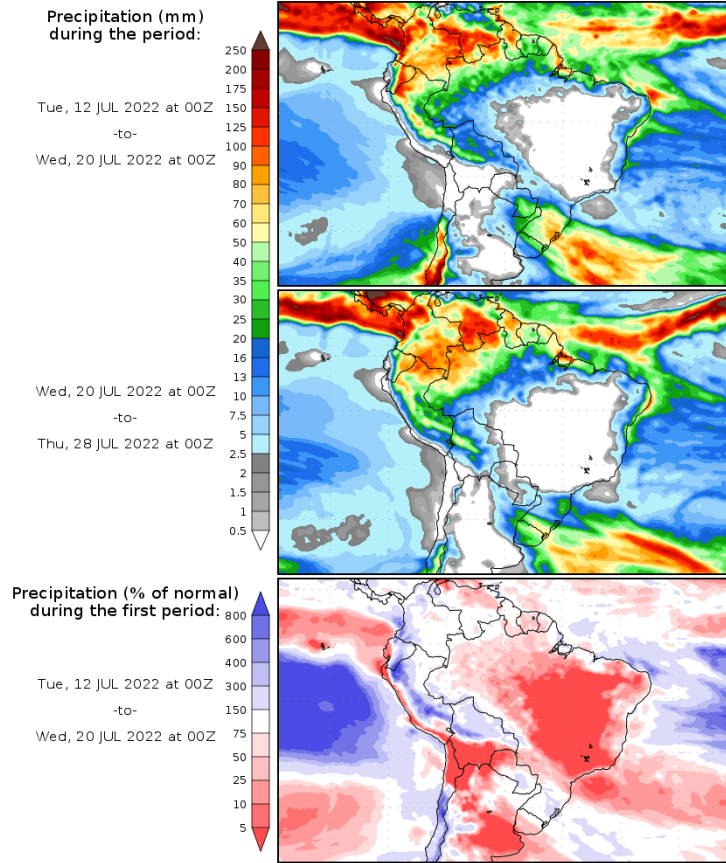 Precipitation (mm)
during the period:
Tue, 12 JUL 2022 at 00Z
-to-
Wed, 20 JUL 2022 at 00Z
250
200
175
150
125
100
90
80
70
60
50
40
35
30
25
20
16
13
10
7.5
5
2.5
2
1.5
1
0.5
Wed, 20 JUL 2022 at 00Z
-to-
Thu, 28 JUL 2022 at 00Z
Precipitation (% of normal)
during the first period:
Tue, 12 JUL 2022 at 00Z
-to-
Wed, 20 JUL 2022 at 00Z
800
600
400
300
150
75
50
25
10
5